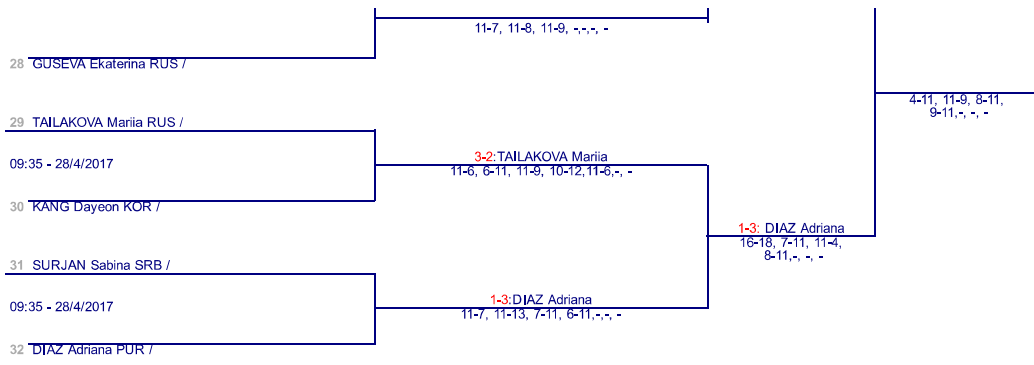 11-7, 11-8, 11-9, -,-,-, -
28 GUSEVA Ekaterina RUS /
4-11, 11-9, 8-11,
9-11,-, -, -
29 TAILAKOVA Mariia RUS /
09:35 - 28/4/2017
3-2:TAILAKOVA Mariia
11-6, 6-11, 11-9, 10-12,11-6,-, -
30 KANG Dayeon KOR /
1-3: DIAZ Adriana
16-18, 7-11, 11-4,
8-11,-, -, -
31 SURJAN Sabina SRB /
09:35 - 28/4/2017
1-3:DIAZ Adriana
11-7, 11-13, 7-11, 6-11,-,-, -
32 DIAZ Adriana PUR /